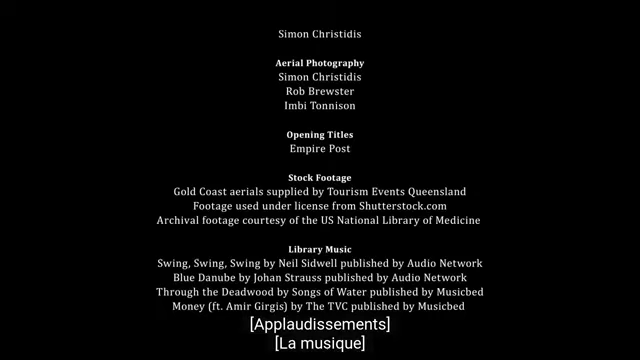 Simon Christidis
Aerial Photography
Simon Christidis
Rob Brewster
Imbi Tonnison
Opening Titles
Empire Post
Stock Footage
Gold Coast aerials supplied by Tourism Events Queensland
Footage used under license from Shutterstock.com
Archival footage courtesy of the US National Library of Medicine
Library Music
Swing, Swing, Swing by Neil Sidwell published by Audio Network
Blue Danube by Johan Strauss published by Audio Network
Through the Deadwood by Songs of Water published by Musicbed
Money (ft. Amir Girgis) by The TVC published by Musicbed
[Applaudissements]
[La musique]